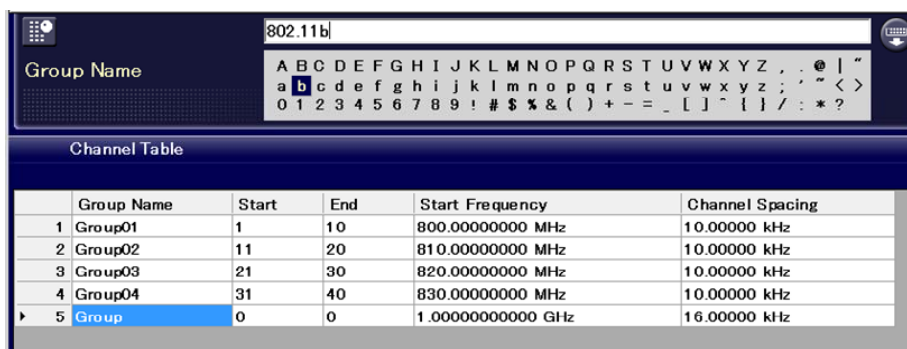 802.11b
Group Name
A B C D E F G H I J K L M N O P Q R S T U V W X Y Z , . @ | "
a b c d e f g h i j k l m n o p q r s t u v w x y z ; ' ~ < >
0 1 2 3 4 5 6 7 8 9 ! # $ % & ( ) + - = _ [ ] ^ { } / : * ?
Channel Table
Group Name Start End Start Frequency Channel Spacing
1 Group01 1 10 800.00000000 MHz 10.00000 kHz
2 Group02 11 20 810.00000000 MHz 10.00000 kHz
3 Group03 21 30 820.00000000 MHz 10.00000 kHz
4 Group04 31 40 830.00000000 MHz 10.00000 kHz
5 Group 0 0 1.00000000000 GHz 16.00000 kHz